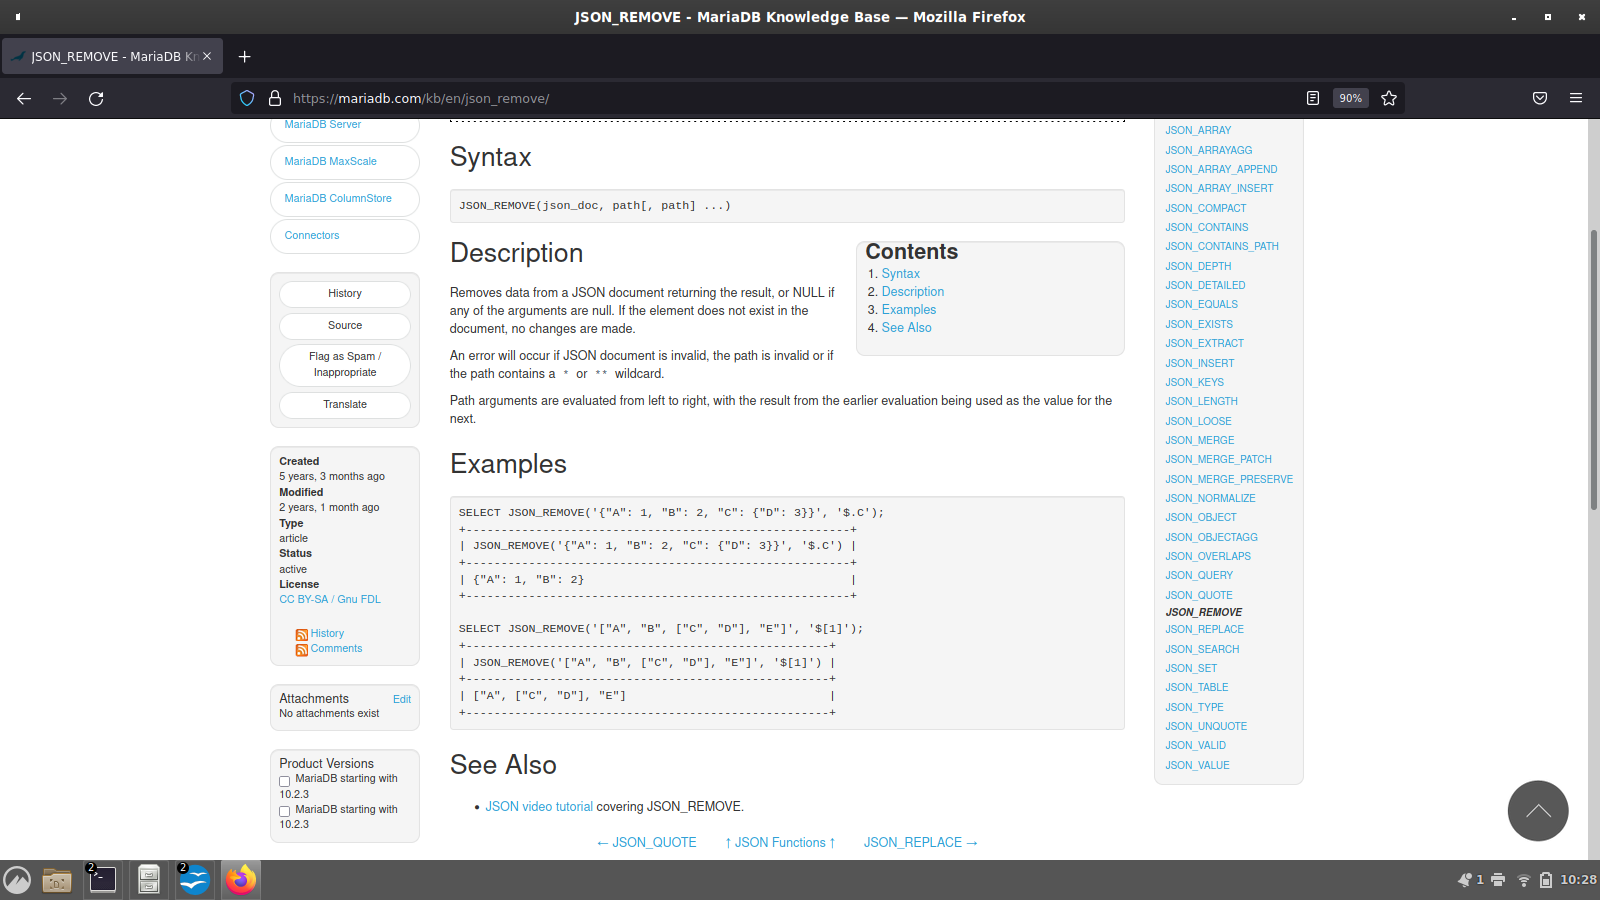 JSON_REMOVE - MariaDB Knowledge Base — Mozilla Firefox
JSON_REMOVE - MariaDB Kn
https://mariadb.com/kb/en/json_remove/
90%
MariaDB Server
MariaDB MaxScale
MariaDB ColumnStore
Connectors
History
Source
Flag as Spam /
Inappropriate
Translate
Created
5 years, 3 months ago
Modified
2 years, 1 month ago
Type
article
Status
active
License
CC BY-SA / Gnu FDL
History
Comments
Attachments Edit
No attachments exist
Product Versions
MariaDB starting with
10.2.3
MariaDB starting with
10.2.3
Syntax
JSON_REMOVE(json_doc, path[, path] ...)
Description
Removes data from a JSON document returning the result, or NULL if
any of the arguments are null. If the element does not exist in the
document, no changes are made.
An error will occur if JSON document is invalid, the path is invalid or if
the path contains a * or ** wildcard.
Path arguments are evaluated from left to right, with the result from the earlier evaluation being used as the value for the
next.
Contents
1. Syntax
2. Description
3. Examples
4. See Also
Examples
SELECT JSON_REMOVE('{"A": 1, "B": 2, "C": {"D": 3}}', '$.C');
+------------------------------------------------------+
| JSON_REMOVE('{"A": 1, "B": 2, "C": {"D": 3}}', '$.C') |
+------------------------------------------------------+
| {"A": 1, "B": 2} |
+------------------------------------------------------+
SELECT JSON_REMOVE('["A", "B", ["C", "D"], "E"]', '$[1]');
+---------------------------------------------------+
| JSON_REMOVE('["A", "B", ["C", "D"], "E"]', '$[1]') |
+---------------------------------------------------+
| ["A", ["C", "D"], "E"] |
+---------------------------------------------------+
See Also
• JSON video tutorial covering JSON_REMOVE.
← JSON_QUOTE ↑ JSON Functions ↑ JSON_REPLACE →
JSON_ARRAY
JSON_ARRAYAGG
JSON_ARRAY_APPEND
JSON_ARRAY_INSERT
JSON_COMPACT
JSON_CONTAINS
JSON_CONTAINS_PATH
JSON_DEPTH
JSON_DETAILED
JSON_EQUALS
JSON_EXISTS
JSON_EXTRACT
JSON_INSERT
JSON_KEYS
JSON_LENGTH
JSON_LOOSE
JSON_MERGE
JSON_MERGE_PATCH
JSON_MERGE_PRESERVE
JSON_NORMALIZE
JSON_OBJECT
JSON_OBJECTAGG
JSON_OVERLAPS
JSON_QUERY
JSON_QUOTE
JSON_REMOVE
JSON_REPLACE
JSON_SEARCH
JSON_SET
JSON_TABLE
JSON_TYPE
JSON_UNQUOTE
JSON_VALID
JSON_VALUE
2
2
1
10:28